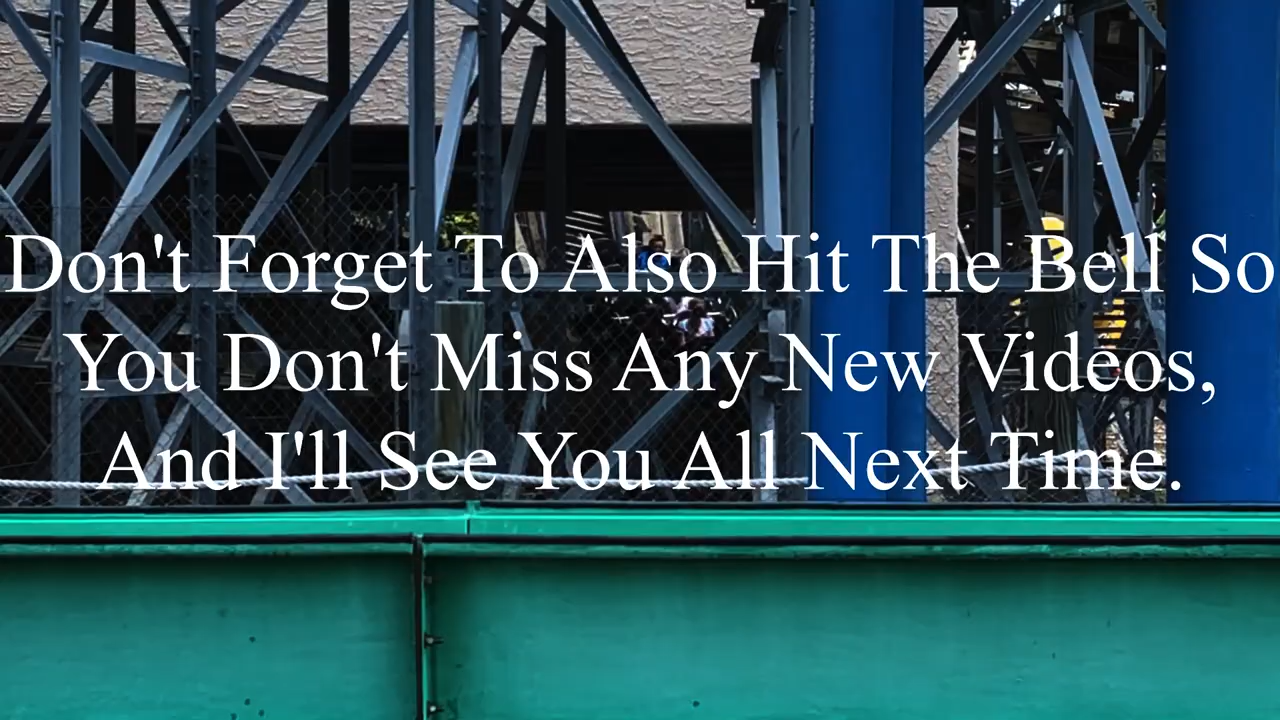 Don't Forget To Also Hit The Bell So
You Don't Miss Any New Videos,
And I'll See You All Next Time.